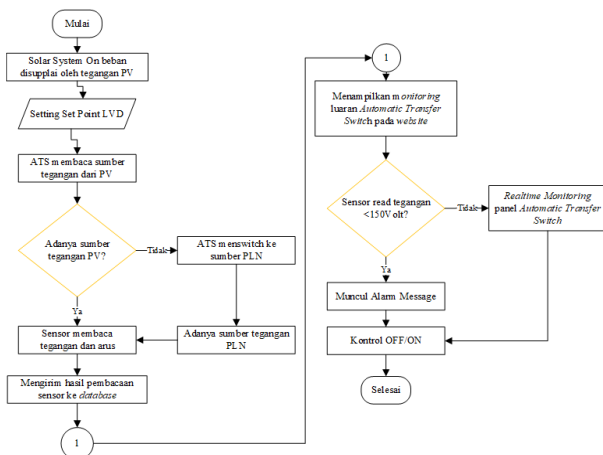 Mulai
Solar System On beban
disupplai oleh tegangan PV
Setting Set Point LVD
ATS membaca sumber
tegangan dari PV
Adanya sumber
tegangan PV?
Tidak
ATS menswitch ke
sumber PLN
Ya
Sensor membaca
tegangan dan arus
Adanya sumber tegangan
PLN
Mengirim hasil pembacaan
sensor ke database
1
1
Menampilkan monitoring
luaran Automatic Transfer
Switch pada website
Sensor read tegangan
<150Volt?
Tidak
Realtime Monitoring
panel Automatic Transfer
Switch
Ya
Muncul Alarm Message
Kontrol OFF/ON
Selesai